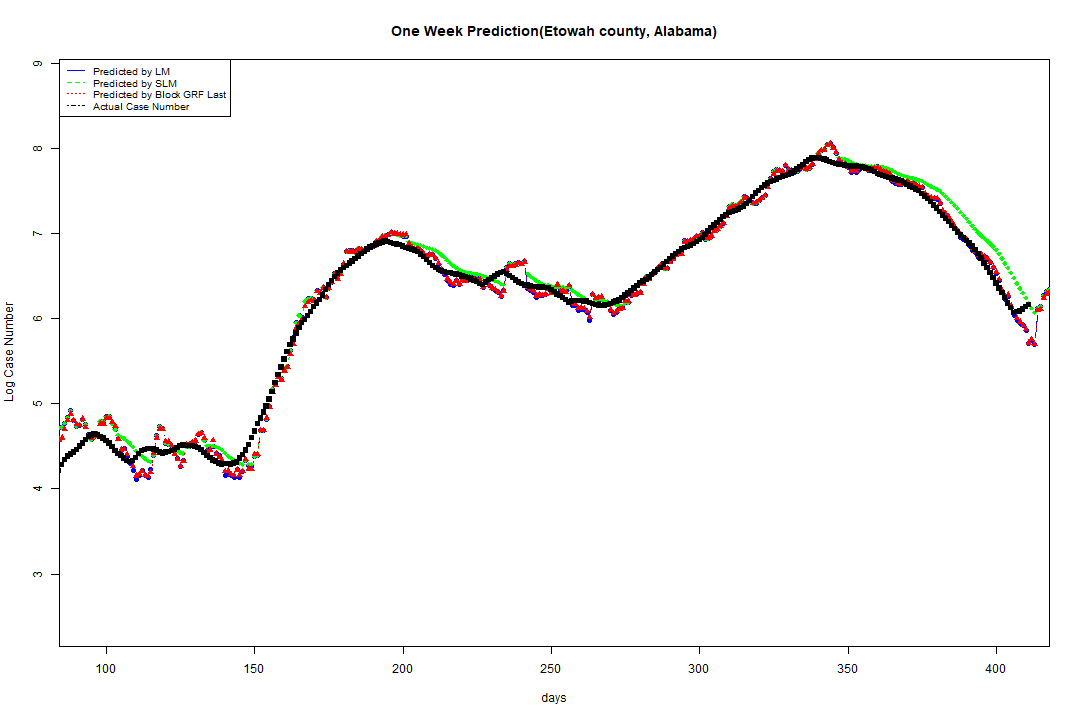 One Week Prediction(Etowah county, Alabama)
Predicted by LM
Predicted by SLM
Predicted by Block GRF Last
Actual Case Number
9
8
7
6
5
4
3
Log Case Number
100 150 200 250 300 350 400
days